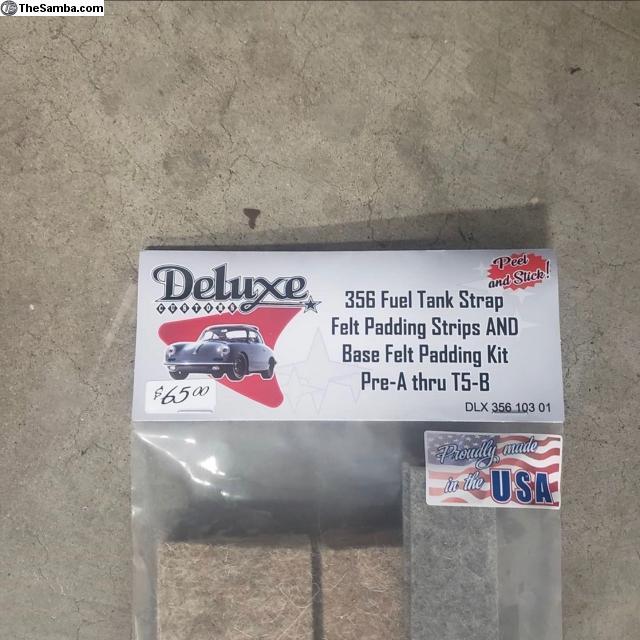 TheSamba.com
Peel
and Stick!
Deluxe
CUSTOMS
356 Fuel Tank Strap
Felt Padding Strips AND
Base Felt Padding Kit
Pre-A thru T5-B
$65.00
DLX 356 103 01
Proudly made
in the USA